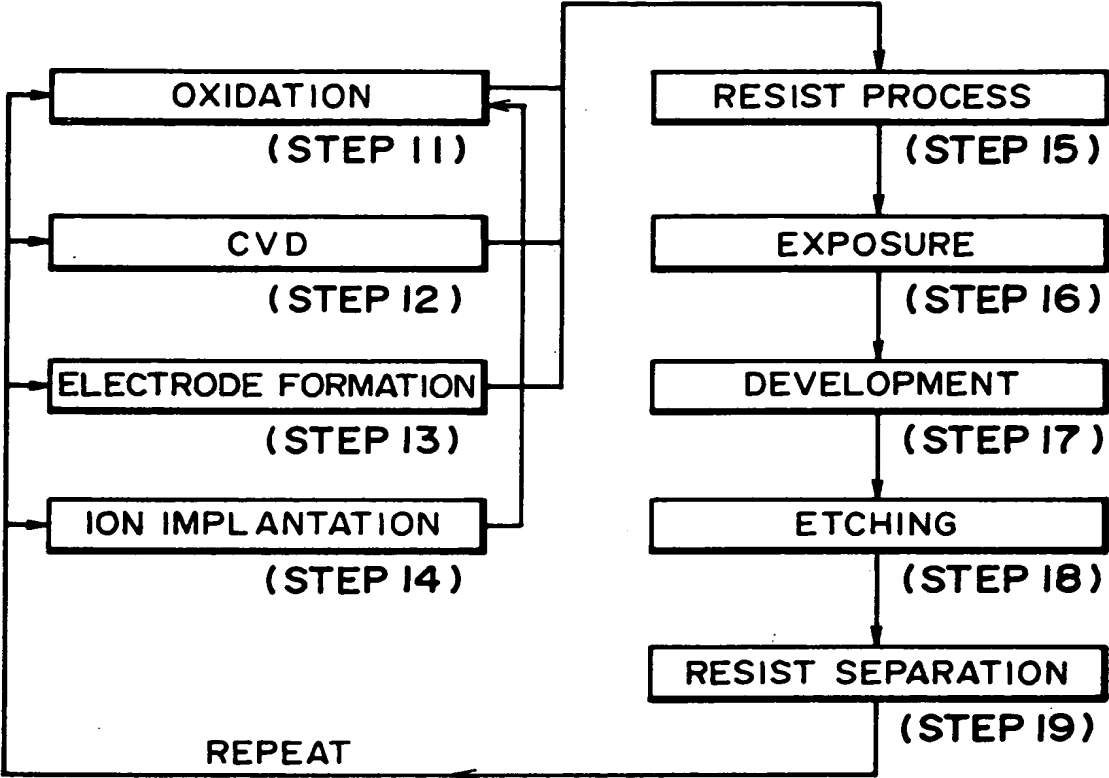 OXIDATION
(STEP 11)
CVD
(STEP 12)
ELECTRODE FORMATION
(STEP 13)
ION IMPLANTATION
(STEP 14)
RESIST PROCESS
(STEP 15)
EXPOSURE
(STEP 16)
DEVELOPMENT
(STEP 17)
ETCHING
(STEP 18)
RESIST SEPARATION
(STEP 19)
REPEAT